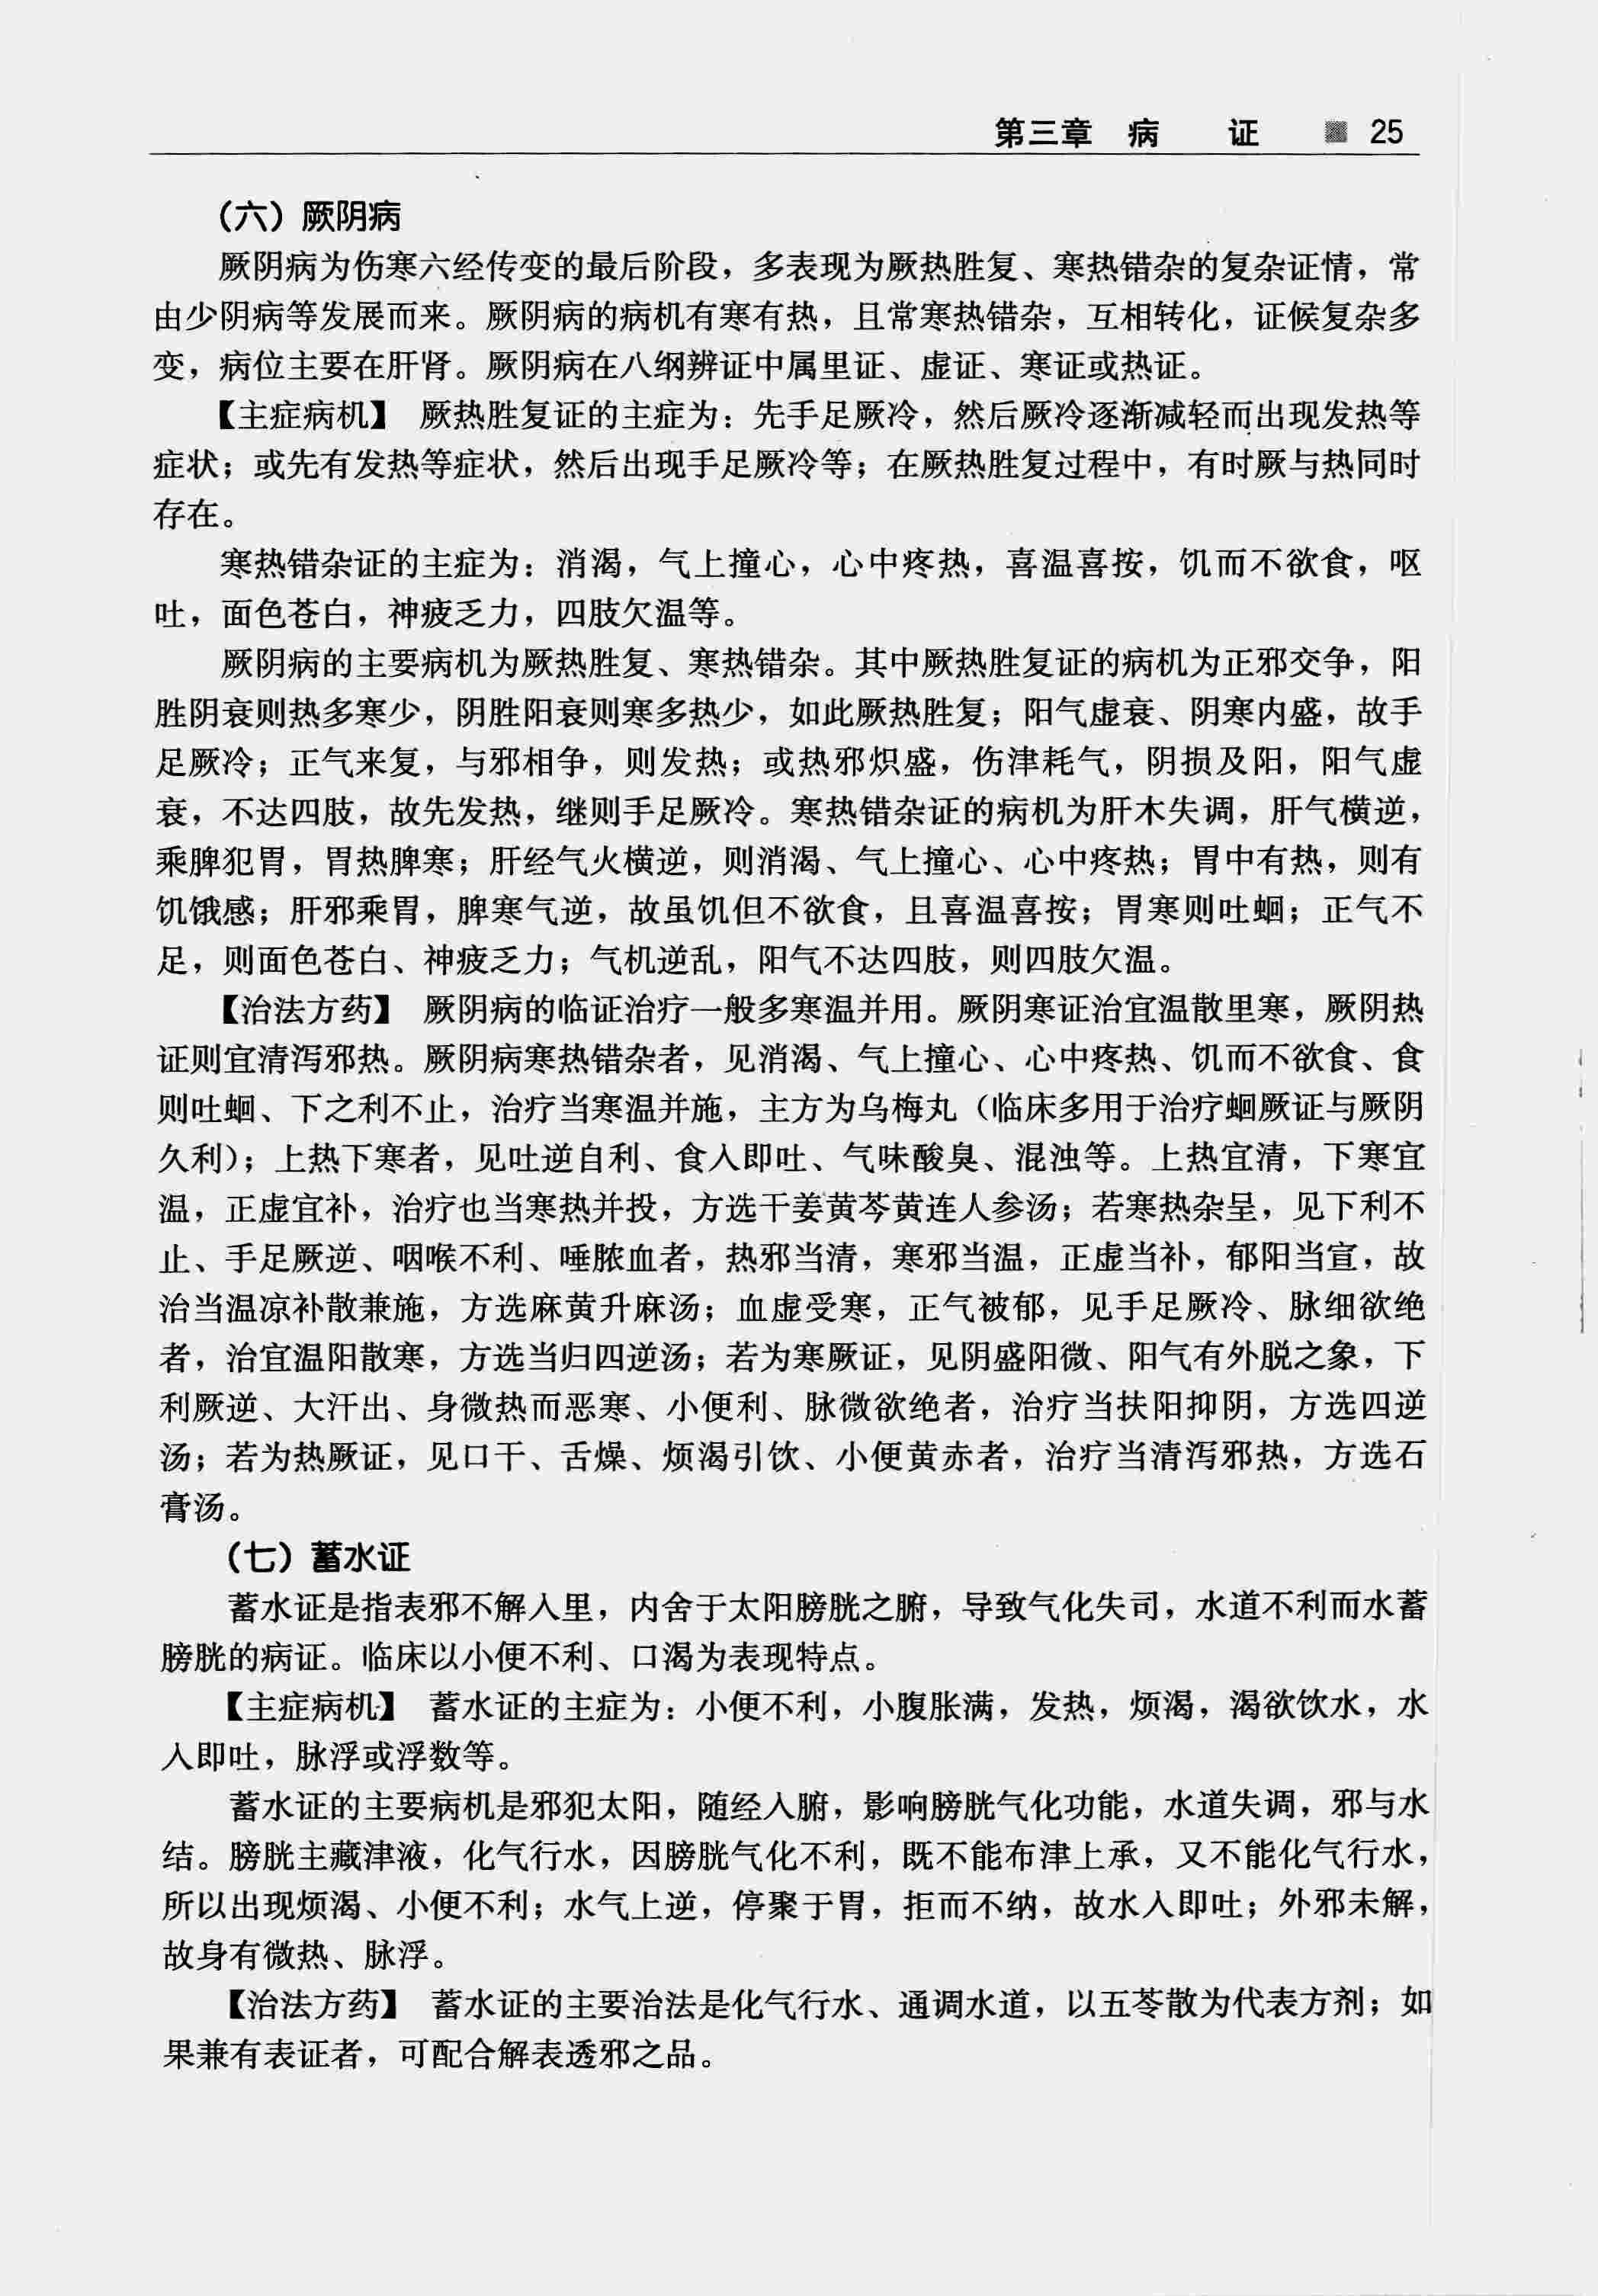 第三章　病　　证　■ 25
（六）厥阴病
厥阴病为伤寒六经传变的最后阶段，多表现为厥热胜复、寒热错杂的复杂证情，常
由少阴病等发展而来。厥阴病的病机有寒有热，且常寒热错杂，互相转化，证候复杂多
变，病位主要在肝肾。厥阴病在八纲辨证中属里证、虚证、寒证或热证。
【主症病机】　厥热胜复证的主症为：先手足厥冷，然后厥冷逐渐减轻而出现发热等
症状；或先有发热等症状，然后出现手足厥冷等；在厥热胜复过程中，有时厥与热同时
存在。
寒热错杂证的主症为：消渴，气上撞心，心中疼热，喜温喜按，饥而不欲食，呕
吐，面色苍白，神疲乏力，四肢欠温等。
厥阴病的主要病机为厥热胜复、寒热错杂。其中厥热胜复证的病机为正邪交争，阳
胜阴衰则热多寒少，阴胜阳衰则寒多热少，如此厥热胜复；阳气虚衰、阴寒内盛，故手
足厥冷；正气来复，与邪相争，则发热；或热邪炽盛，伤津耗气，阴损及阳，阳气虚
衰，不达四肢，故先发热，继则手足厥冷。寒热错杂证的病机为肝木失调，肝气横逆，
乘脾犯胃，胃热脾寒；肝经气火横逆，则消渴、气上撞心、心中疼热；胃中有热，则有
饥饿感；肝邪乘胃，脾寒气逆，故虽饥但不欲食，且喜温喜按；胃寒则吐蛔；正气不
足，则面色苍白、神疲乏力；气机逆乱，阳气不达四肢，则四肢欠温。
【治法方药】　厥阴病的临证治疗一般多寒温并用。厥阴寒证治宜温散里寒，厥阴热
证则宜清泻邪热。厥阴病寒热错杂者，见消渴、气上撞心、心中疼热、饥而不欲食、食
则吐蛔、下之利不止，治疗当寒温并施，主方为乌梅丸（临床多用于治疗蛔厥证与厥阴
久利）；上热下寒者，见吐逆自利、食入即吐、气味酸臭、混浊等。上热宜清，下寒宜
温，正虚宜补，治疗也当寒热并投，方选干姜黄芩黄连人参汤；若寒热杂呈，见下利不
止、手足厥逆、咽喉不利、唾脓血者，热邪当清，寒邪当温，正虚当补，郁阳当宣，故
治当温凉补散兼施，方选麻黄升麻汤；血虚受寒，正气被郁，见手足厥冷、脉细欲绝
者，治宜温阳散寒，方选当归四逆汤；若为寒厥证，见阴盛阳微、阳气有外脱之象，下
利厥逆、大汗出、身微热而恶寒、小便利、脉微欲绝者，治疗当扶阳抑阴，方选四逆
汤；若为热厥证，见口干、舌燥、烦渴引饮、小便黄赤者，治疗当清泻邪热，方选石
膏汤。
（七）蓄水证
蓄水证是指表邪不解入里，内舍于太阳膀胱之腑，导致气化失司，水道不利而水蓄
膀胱的病证。临床以小便不利、口渴为表现特点。
【主症病机】　蓄水证的主症为：小便不利，小腹胀满，发热，烦渴，渴欲饮水，水
入即吐，脉浮或浮数等。
蓄水证的主要病机是邪犯太阳，随经入腑，影响膀胱气化功能，水道失调，邪与水
结。膀胱主藏津液，化气行水，因膀胱气化不利，既不能布津上承，又不能化气行水，
所以出现烦渴、小便不利；水气上逆，停聚于胃，拒而不纳，故水入即吐；外邪未解，
故身有微热、脉浮。
【治法方药】　蓄水证的主要治法是化气行水、通调水道，以五苓散为代表方剂；如
果兼有表证者，可配合解表透邪之品。